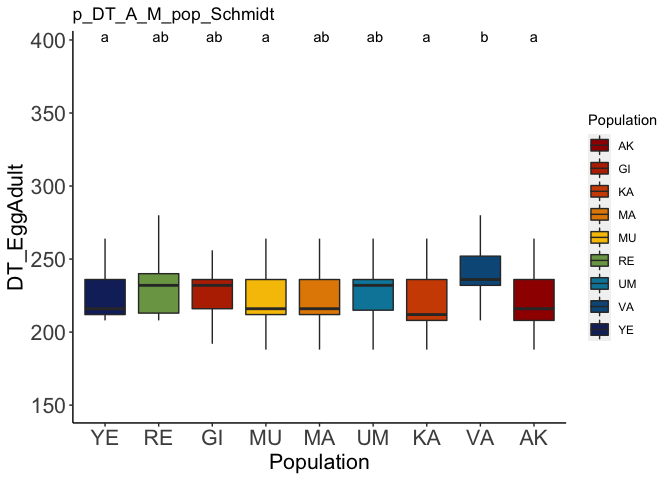 p_DT_A_M_pop_Schmidt
a ab ab a ab ab a b a
400
350
300
250
200
150
DT_EggAdult
YE RE GI MU MA UM KA VA AK
Population
Population
AK
GI
KA
MA
MU
RE
UM
VA
YE